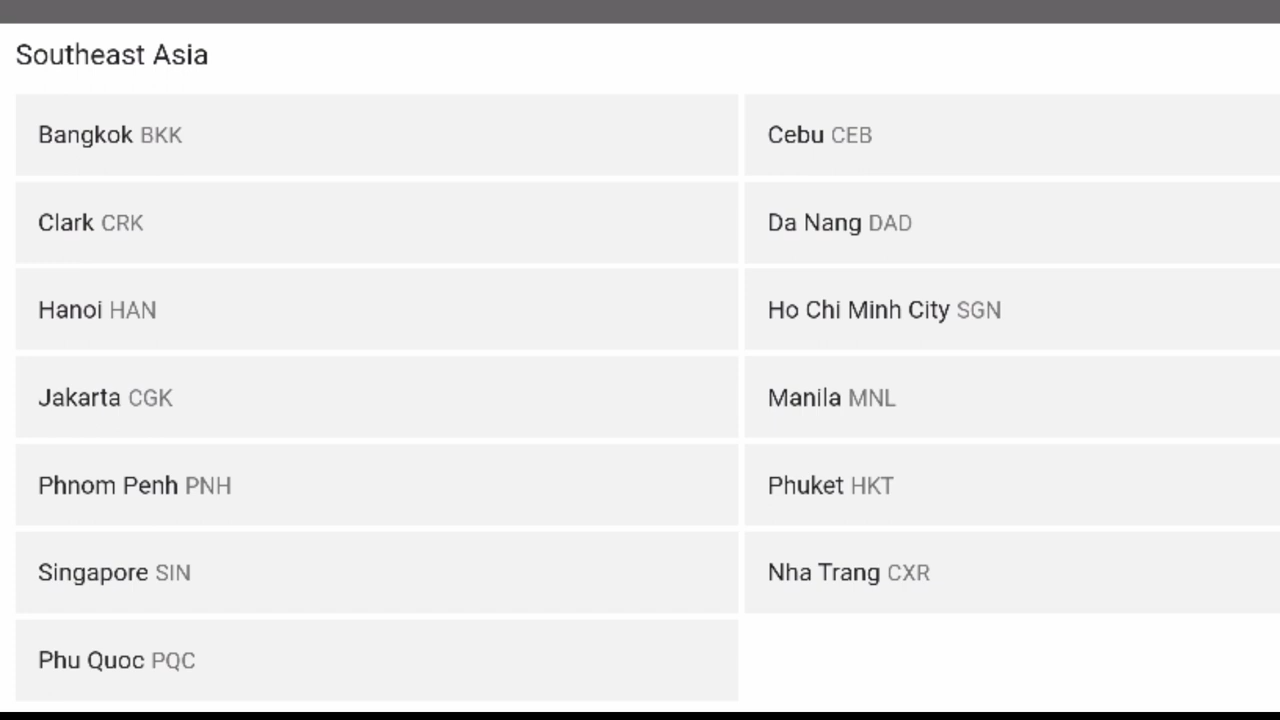 Southeast Asia
Bangkok BKK
Cebu CEB
Clark CRK
Da Nang DAD
Hanoi HAN
Ho Chi Minh City SGN
Jakarta CGK
Manila MNL
Phnom Penh PNH
Phuket HKT
Singapore SIN
Nha Trang CXR
Phu Quoc PQC